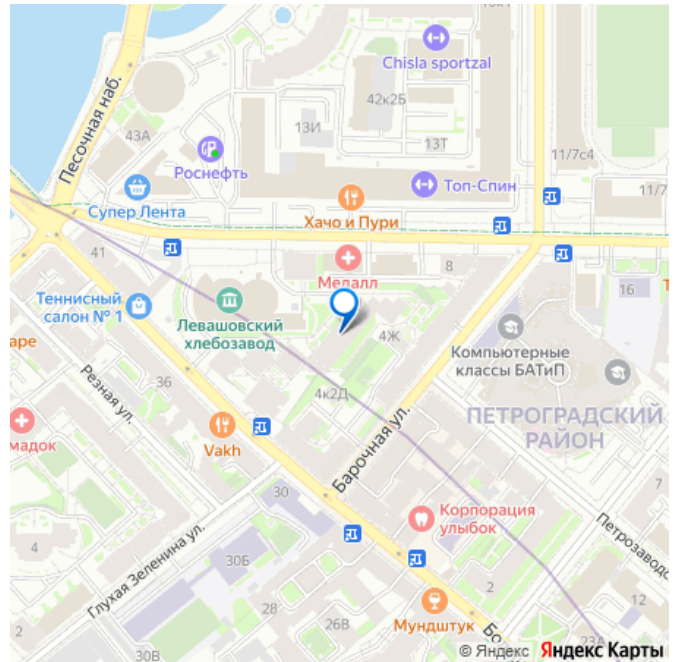 Chisla sportzal
42к2Б
Песочная наб.
43А
13И
13Т
Роснефть
11/7с4
Топ-Спин
11/7
Супер Лента
Хачо и Пури
41
Медалл
8
16
Теннисный
салон № 1
Левашовский
хлебозавод
4Ж
Компьютерные
классы БАТиП
аре
Резная ул.
36
4к2Д
ПЕТРОГРАДСКИЙ
РАЙОН
мадок
Vakh
Барочная ул.
30
Корпорация
улыбок
7
4
Глухая Зеленина ул.
30Б
Петрозаводс
2
28
26В
Мундштук
Бо
23А
30В
© Яндекс Яндекс Карты